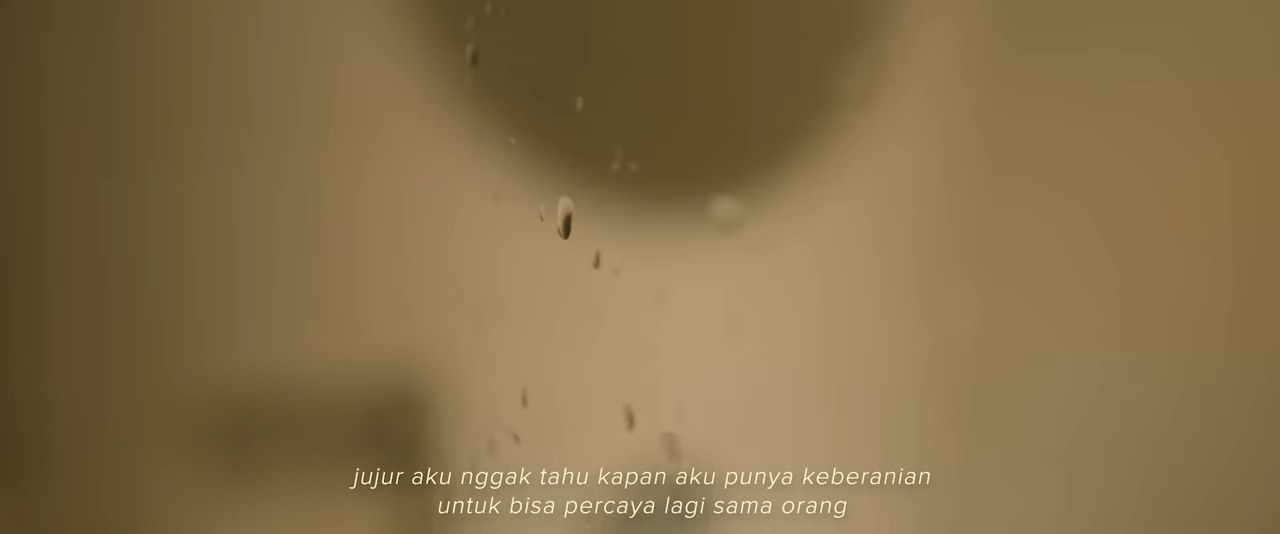 jujur aku nggak tahu kapan aku punya keberanian
untuk bisa percaya lagi sama orang